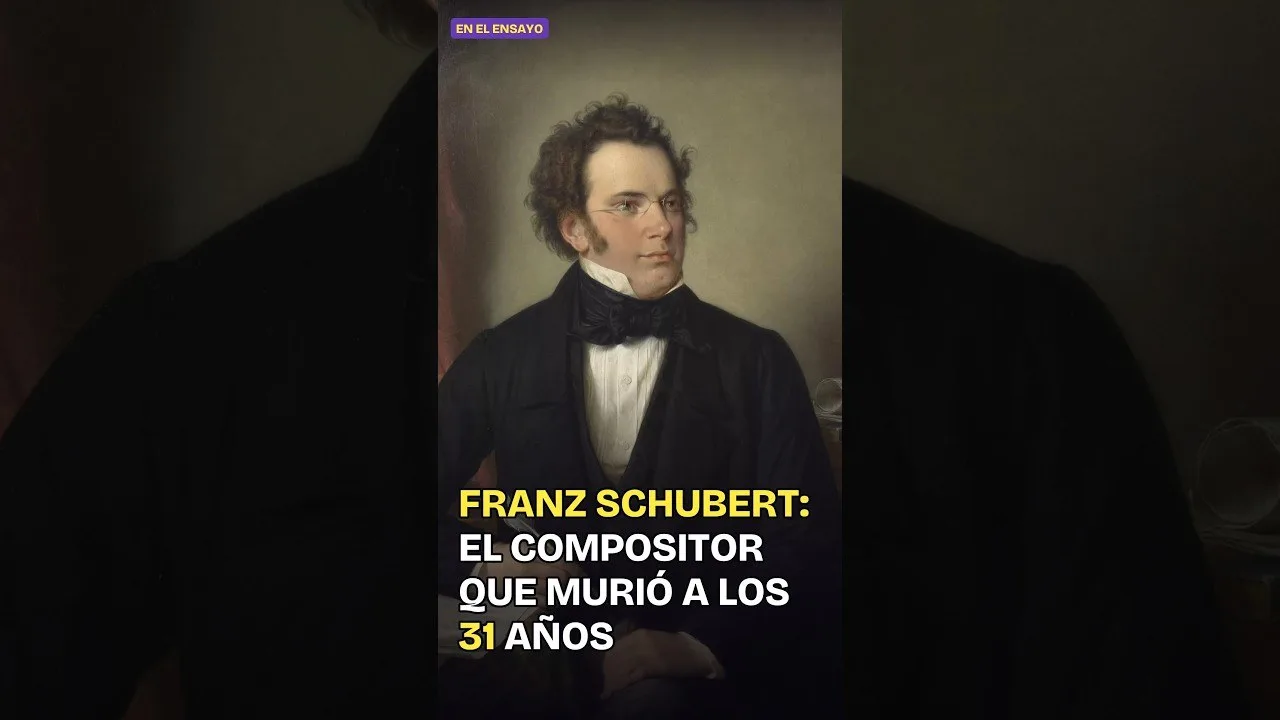 EN EL ENSAYO
FRANZ SCHUBERT:
EL COMPOSITOR
QUE MURIÓ A LOS
31 AÑOS